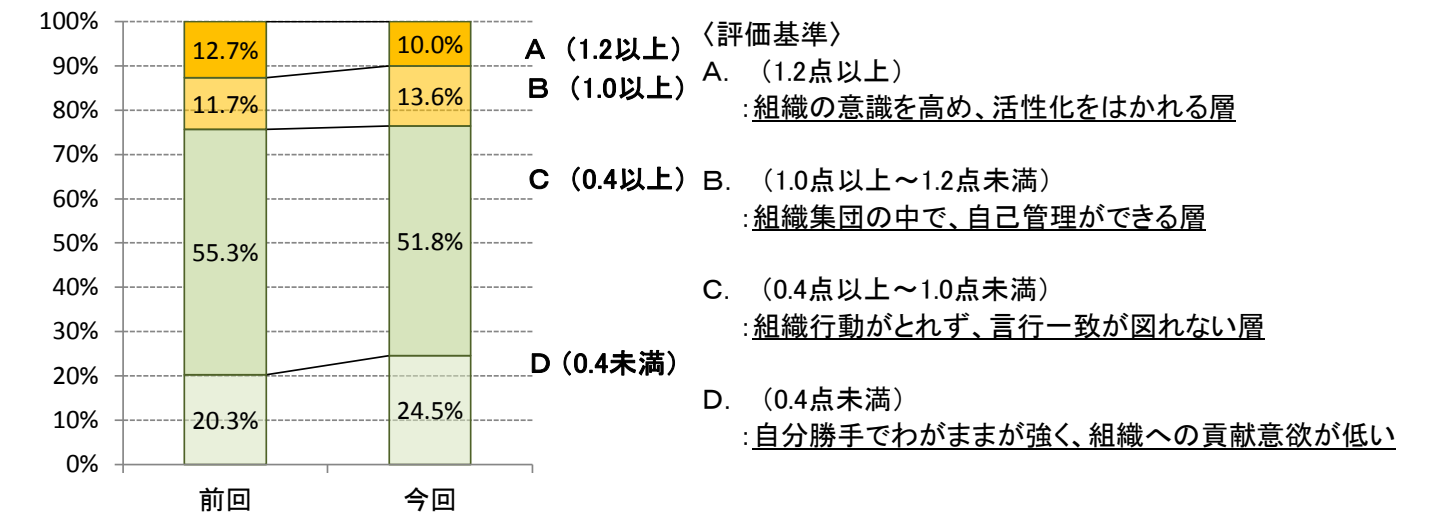 100%
90%
80%
70%
60%
50%
40%
30%
20%
10%
0%
12.7%
11.7%
55.3%
20.3%
10.0%
13.6%
51.8%
24.5%
前回
今回
A （1.2以上）
B （1.0以上）
C （0.4以上）
D（0.4未満）
〈評価基準〉
A. （1.2点以上）
：組織の意識を高め、活性化をはかれる層
B. （1.0点以上～1.2点未満）
：組織集団の中で、自己管理ができる層
C. （0.4点以上～1.0点未満）
：組織行動がとれず、言行一致が図れない層
D. （0.4点未満）
：自分勝手でわがままが強く、組織への貢献意欲が低い